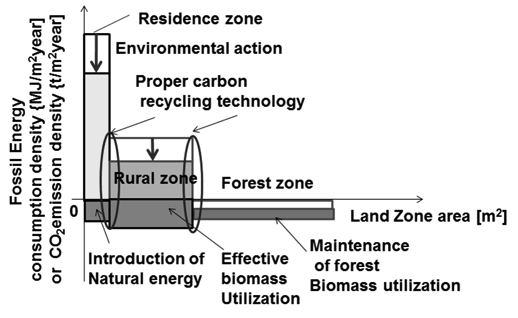 Residence zone
Environmental action
Proper carbon
recycling technology
Fossil Energy
consumption density {MJ/m²year}
or CO₂emission density {t/m²year}
Rural zone
Forest zone
0
Land Zone area [m²]
Introduction of
Natural energy
Effective
biomass
Utilization
Maintenance
of forest
Biomass utilization